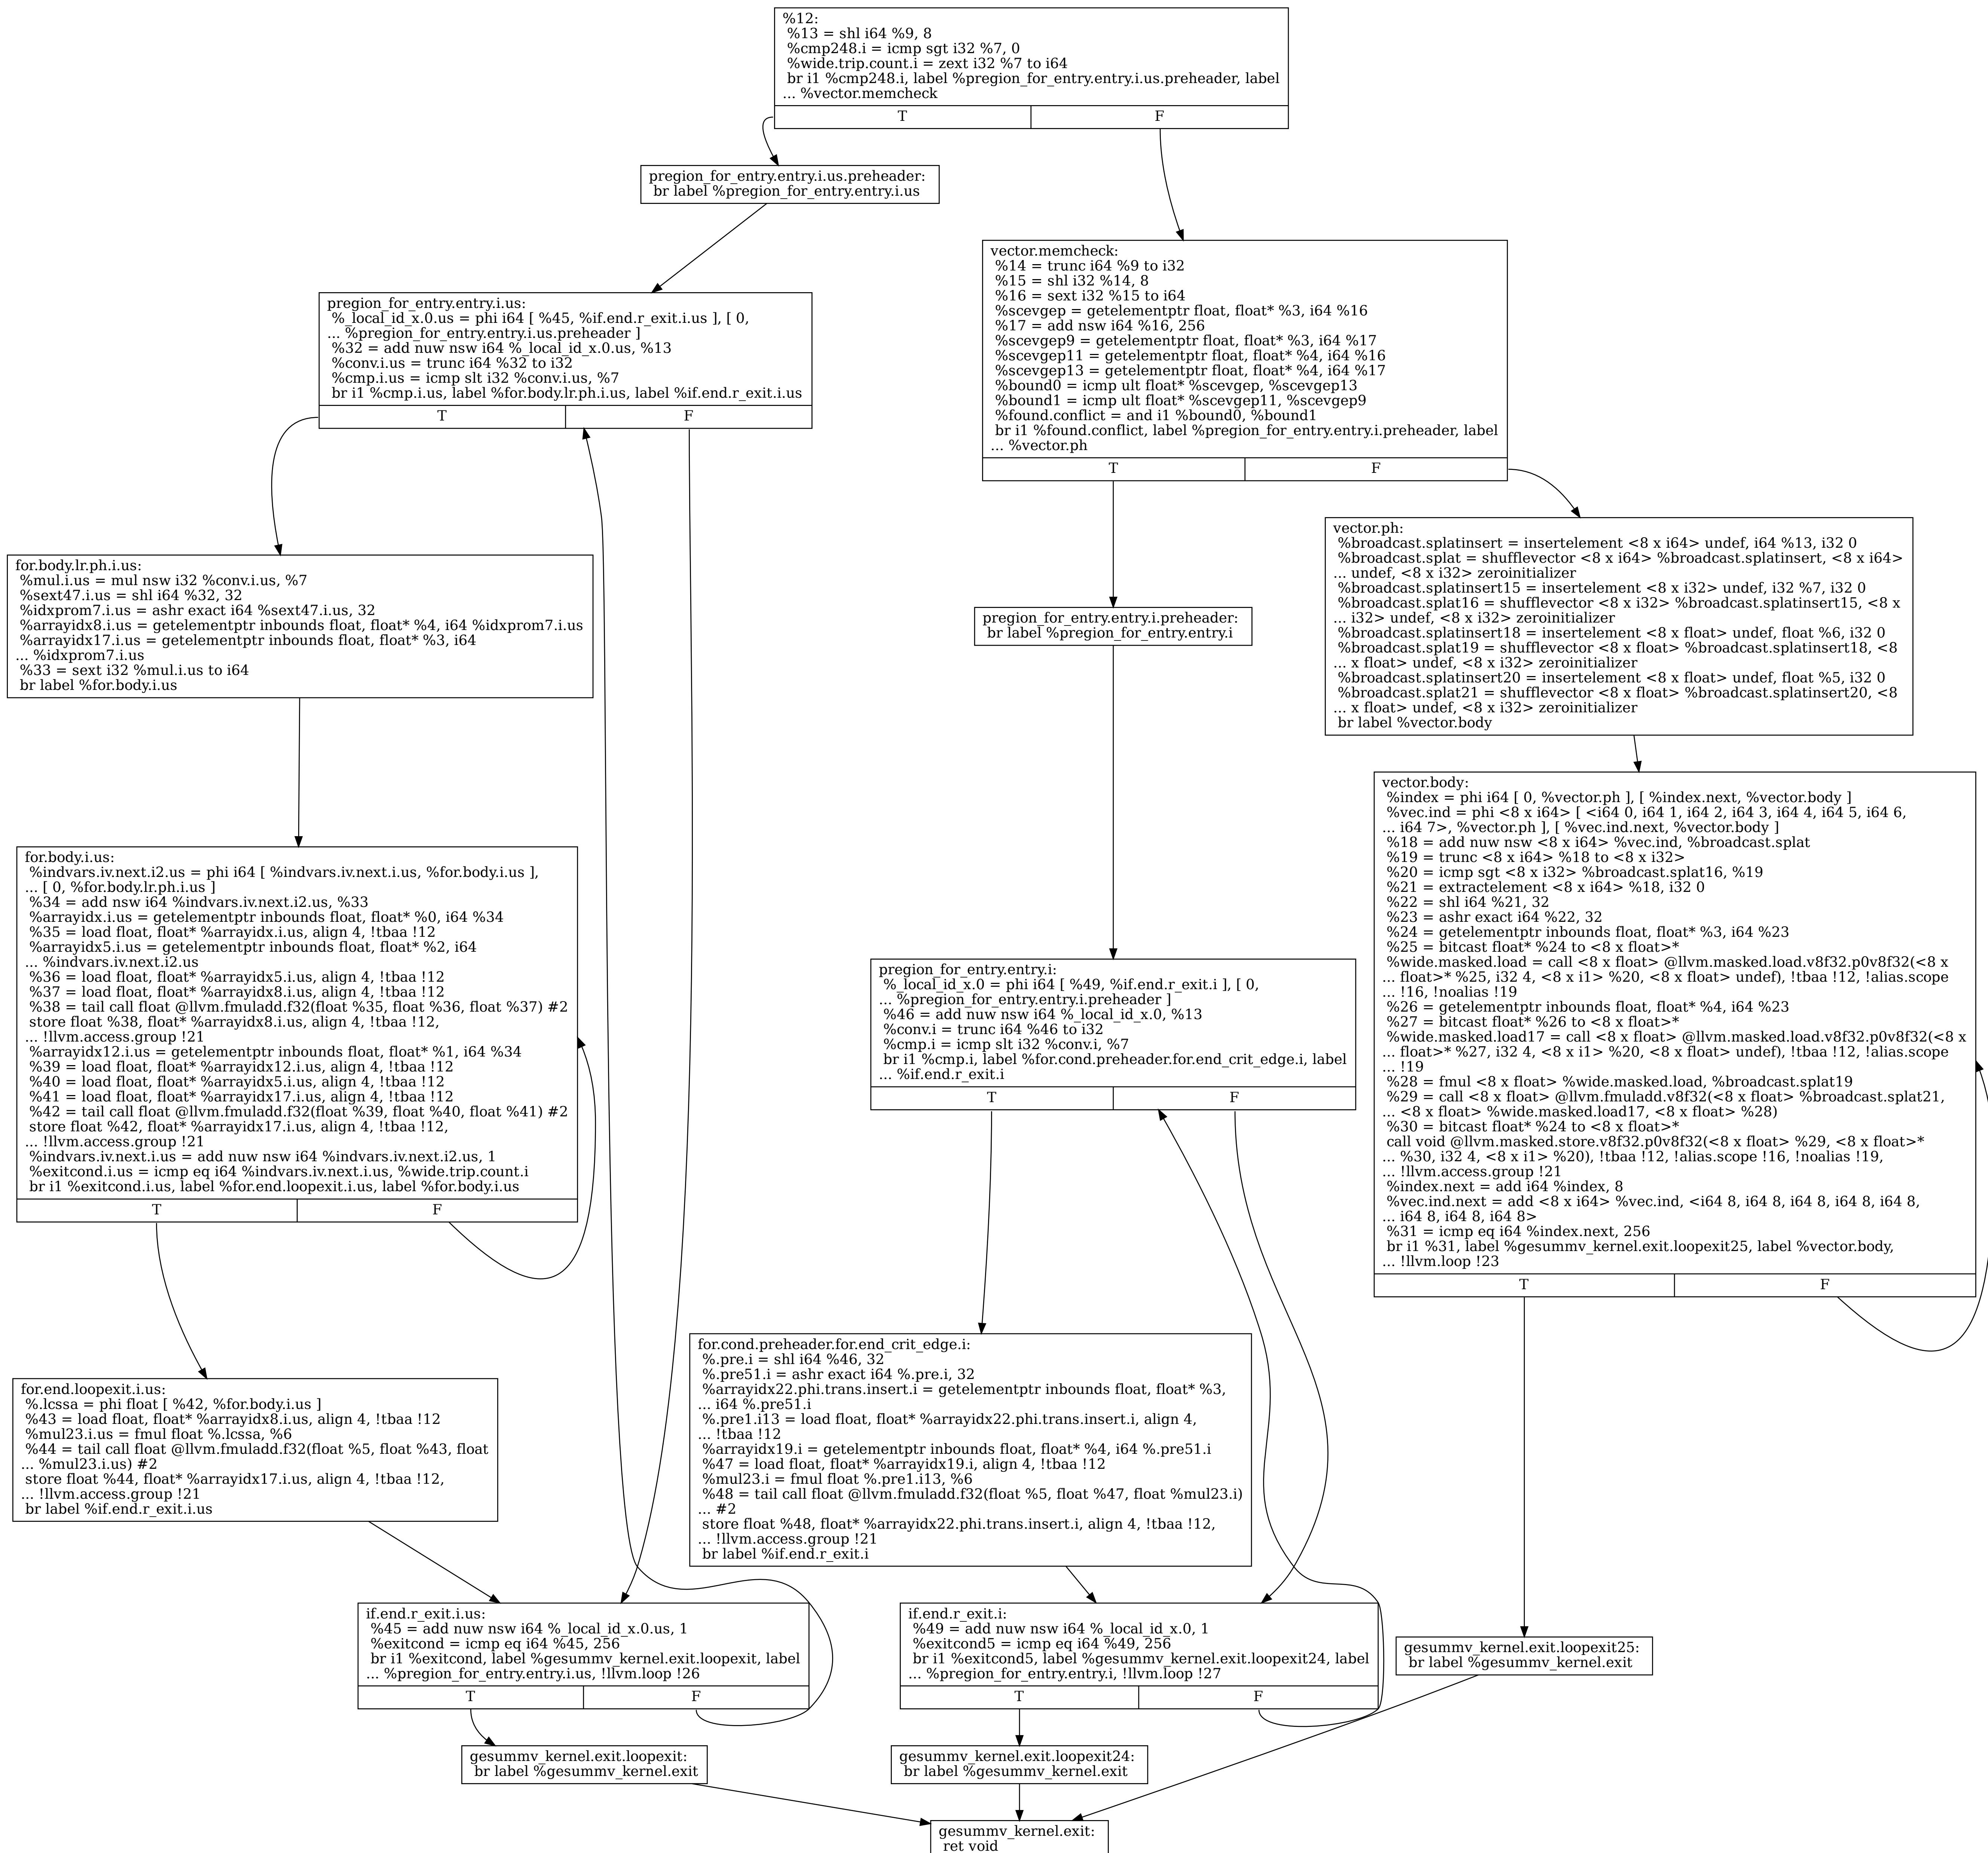 %12:
%13 = shl i64 %9, 8
%cmp248.i = icmp sgt i32 %7, 0
%wide.trip.count.i = zext i32 %7 to i64
br i1 %cmp248.i, label %pregion_for_entry.entry.i.us.preheader, label
... %vector.memcheck
T
F
pregion_for_entry.entry.i.us.preheader:
br label %pregion_for_entry.entry.i.us
vector.memcheck:
%14 = trunc i64 %9 to i32
%15 = shl i32 %14, 8
%16 = sext i32 %15 to i64
%scevgep = getelementptr float, float* %3, i64 %16
%17 = add nsw i64 %16, 256
%scevgep9 = getelementptr float, float* %3, i64 %17
%scevgep11 = getelementptr float, float* %4, i64 %16
%scevgep13 = getelementptr float, float* %4, i64 %17
%bound0 = icmp ult float* %scevgep, %scevgep13
%bound1 = icmp ult float* %scevgep11, %scevgep9
%found.conflict = and i1 %bound0, %bound1
br i1 %found.conflict, label %pregion_for_entry.entry.i.preheader, label
... %vector.ph
T
F
pregion_for_entry.entry.i.us:
%_local_id_x.0.us = phi i64 [ %45, %if.end.r_exit.i.us ], [ 0,
... %pregion_for_entry.entry.i.us.preheader ]
%32 = add nuw nsw i64 %_local_id_x.0.us, %13
%conv.i.us = trunc i64 %32 to i32
%cmp.i.us = icmp slt i32 %conv.i.us, %7
br i1 %cmp.i.us, label %for.body.lr.ph.i.us, label %if.end.r_exit.i.us
T
F
vector.ph:
%broadcast.splatinsert = insertelement <8 x i64> undef, i64 %13, i32 0
%broadcast.splat = shufflevector <8 x i64> %broadcast.splatinsert, <8 x i64>
... undef, <8 x i32> zeroinitializer
%broadcast.splatinsert15 = insertelement <8 x i32> undef, i32 %7, i32 0
%broadcast.splat16 = shufflevector <8 x i32> %broadcast.splatinsert15, <8 x
... i32> undef, <8 x i32> zeroinitializer
%broadcast.splatinsert18 = insertelement <8 x float> undef, float %6, i32 0
%broadcast.splat19 = shufflevector <8 x float> %broadcast.splatinsert18, <8
... x float> undef, <8 x i32> zeroinitializer
%broadcast.splatinsert20 = insertelement <8 x float> undef, float %5, i32 0
%broadcast.splat21 = shufflevector <8 x float> %broadcast.splatinsert20, <8
... x float> undef, <8 x i32> zeroinitializer
br label %vector.body
for.body.lr.ph.i.us:
%mul.i.us = mul nsw i32 %conv.i.us, %7
%sext47.i.us = shl i64 %32, 32
%idxprom7.i.us = ashr exact i64 %sext47.i.us, 32
%arrayidx8.i.us = getelementptr inbounds float, float* %4, i64 %idxprom7.i.us
%arrayidx17.i.us = getelementptr inbounds float, float* %3, i64
... %idxprom7.i.us
%33 = sext i32 %mul.i.us to i64
br label %for.body.i.us
pregion_for_entry.entry.i.preheader:
br label %pregion_for_entry.entry.i
vector.body:
%index = phi i64 [ 0, %vector.ph ], [ %index.next, %vector.body ]
%vec.ind = phi <8 x i64> [ <i64 0, i64 1, i64 2, i64 3, i64 4, i64 5, i64 6,
... i64 7>, %vector.ph ], [ %vec.ind.next, %vector.body ]
%18 = add nuw nsw <8 x i64> %vec.ind, %broadcast.splat
%19 = trunc <8 x i64> %18 to <8 x i32>
%20 = icmp sgt <8 x i32> %broadcast.splat16, %19
%21 = extractelement <8 x i64> %18, i32 0
%22 = shl i64 %21, 32
%23 = ashr exact i64 %22, 32
%24 = getelementptr inbounds float, float* %3, i64 %23
%25 = bitcast float* %24 to <8 x float>*
%wide.masked.load = call <8 x float> @llvm.masked.load.v8f32.p0v8f32(<8 x
... float>* %25, i32 4, <8 x i1> %20, <8 x float> undef), !tbaa !12, !alias.scope
... !16, !noalias !19
%26 = getelementptr inbounds float, float* %4, i64 %23
%27 = bitcast float* %26 to <8 x float>*
%wide.masked.load17 = call <8 x float> @llvm.masked.load.v8f32.p0v8f32(<8 x
... float>* %27, i32 4, <8 x i1> %20, <8 x float> undef), !tbaa !12, !alias.scope
... !19
%28 = fmul <8 x float> %wide.masked.load, %broadcast.splat19
%29 = call <8 x float> @llvm.fmuladd.v8f32(<8 x float> %broadcast.splat21,
... <8 x float> %wide.masked.load17, <8 x float> %28)
%30 = bitcast float* %24 to <8 x float>*
call void @llvm.masked.store.v8f32.p0v8f32(<8 x float> %29, <8 x float>*
... %30, i32 4, <8 x i1> %20), !tbaa !12, !alias.scope !16, !noalias !19,
... !llvm.access.group !21
%index.next = add i64 %index, 8
%vec.ind.next = add <8 x i64> %vec.ind, <i64 8, i64 8, i64 8, i64 8, i64 8,
... i64 8, i64 8, i64 8>
%31 = icmp eq i64 %index.next, 256
br i1 %31, label %gesummv_kernel.exit.loopexit25, label %vector.body,
... !llvm.loop !23
T
F
for.body.i.us:
%indvars.iv.next.i2.us = phi i64 [ %indvars.iv.next.i.us, %for.body.i.us ],
... [ 0, %for.body.lr.ph.i.us ]
%34 = add nsw i64 %indvars.iv.next.i2.us, %33
%arrayidx.i.us = getelementptr inbounds float, float* %0, i64 %34
%35 = load float, float* %arrayidx.i.us, align 4, !tbaa !12
%arrayidx5.i.us = getelementptr inbounds float, float* %2, i64
... %indvars.iv.next.i2.us
%36 = load float, float* %arrayidx5.i.us, align 4, !tbaa !12
%37 = load float, float* %arrayidx8.i.us, align 4, !tbaa !12
%38 = tail call float @llvm.fmuladd.f32(float %35, float %36, float %37) #2
store float %38, float* %arrayidx8.i.us, align 4, !tbaa !12,
... !llvm.access.group !21
%arrayidx12.i.us = getelementptr inbounds float, float* %1, i64 %34
%39 = load float, float* %arrayidx12.i.us, align 4, !tbaa !12
%40 = load float, float* %arrayidx5.i.us, align 4, !tbaa !12
%41 = load float, float* %arrayidx17.i.us, align 4, !tbaa !12
%42 = tail call float @llvm.fmuladd.f32(float %39, float %40, float %41) #2
store float %42, float* %arrayidx17.i.us, align 4, !tbaa !12,
... !llvm.access.group !21
%indvars.iv.next.i.us = add nuw nsw i64 %indvars.iv.next.i2.us, 1
%exitcond.i.us = icmp eq i64 %indvars.iv.next.i.us, %wide.trip.count.i
br i1 %exitcond.i.us, label %for.end.loopexit.i.us, label %for.body.i.us
T
F
pregion_for_entry.entry.i:
%_local_id_x.0 = phi i64 [ %49, %if.end.r_exit.i ], [ 0,
... %pregion_for_entry.entry.i.preheader ]
%46 = add nuw nsw i64 %_local_id_x.0, %13
%conv.i = trunc i64 %46 to i32
%cmp.i = icmp slt i32 %conv.i, %7
br i1 %cmp.i, label %for.cond.preheader.for.end_crit_edge.i, label
... %if.end.r_exit.i
T
F
for.cond.preheader.for.end_crit_edge.i:
%.pre.i = shl i64 %46, 32
%.pre51.i = ashr exact i64 %.pre.i, 32
%arrayidx22.phi.trans.insert.i = getelementptr inbounds float, float* %3,
... i64 %.pre51.i
%.pre1.i13 = load float, float* %arrayidx22.phi.trans.insert.i, align 4,
... !tbaa !12
%arrayidx19.i = getelementptr inbounds float, float* %4, i64 %.pre51.i
%47 = load float, float* %arrayidx19.i, align 4, !tbaa !12
%mul23.i = fmul float %.pre1.i13, %6
%48 = tail call float @llvm.fmuladd.f32(float %5, float %47, float %mul23.i)
... #2
store float %48, float* %arrayidx22.phi.trans.insert.i, align 4, !tbaa !12,
... !llvm.access.group !21
br label %if.end.r_exit.i
for.end.loopexit.i.us:
%.lcssa = phi float [ %42, %for.body.i.us ]
%43 = load float, float* %arrayidx8.i.us, align 4, !tbaa !12
%mul23.i.us = fmul float %.lcssa, %6
%44 = tail call float @llvm.fmuladd.f32(float %5, float %43, float
... %mul23.i.us) #2
store float %44, float* %arrayidx17.i.us, align 4, !tbaa !12,
... !llvm.access.group !21
br label %if.end.r_exit.i.us
if.end.r_exit.i.us:
%45 = add nuw nsw i64 %_local_id_x.0.us, 1
%exitcond = icmp eq i64 %45, 256
br i1 %exitcond, label %gesummv_kernel.exit.loopexit, label
... %pregion_for_entry.entry.i.us, !llvm.loop !26
T
F
if.end.r_exit.i:
%49 = add nuw nsw i64 %_local_id_x.0, 1
%exitcond5 = icmp eq i64 %49, 256
br i1 %exitcond5, label %gesummv_kernel.exit.loopexit24, label
... %pregion_for_entry.entry.i, !llvm.loop !27
T
F
gesummv_kernel.exit.loopexit25:
br label %gesummv_kernel.exit
gesummv_kernel.exit.loopexit:
br label %gesummv_kernel.exit
gesummv_kernel.exit.loopexit24:
br label %gesummv_kernel.exit
gesummv_kernel.exit:
ret void